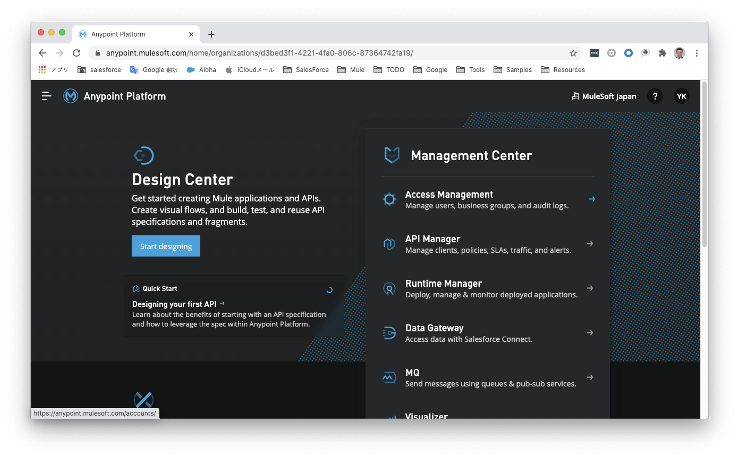 Anypoint Platform
anypoint.mulesoft.com/home/organizations/d3bed3f1-4221-4fa0-806c-87364742fa19/
アプリ salesforce Google 翻訳 Aloha iCloudメール SalesForce Mule TODO Google Tools Samples Resources
Anypoint Platform
MuleSoft Japan ? YK
Design Center
Get started creating Mule applications and APIs.
Create visual flows, and build, test, and reuse API
specifications and fragments.
Start designing
Quick Start
Designing your first API →
Learn about the benefits of starting with an API specification
and how to leverage the spec within Anypoint Platform.
Management Center
Access Management
Manage users, business groups, and audit logs.
API Manager
Manage clients, policies, SLAs, traffic, and alerts.
Runtime Manager
Deploy, manage & monitor deployed applications.
Data Gateway
Access data with Salesforce Connect.
MQ
Send messages using queues & pub-sub services.
Visualizer
https://anypoint.mulesoft.com/accounts/